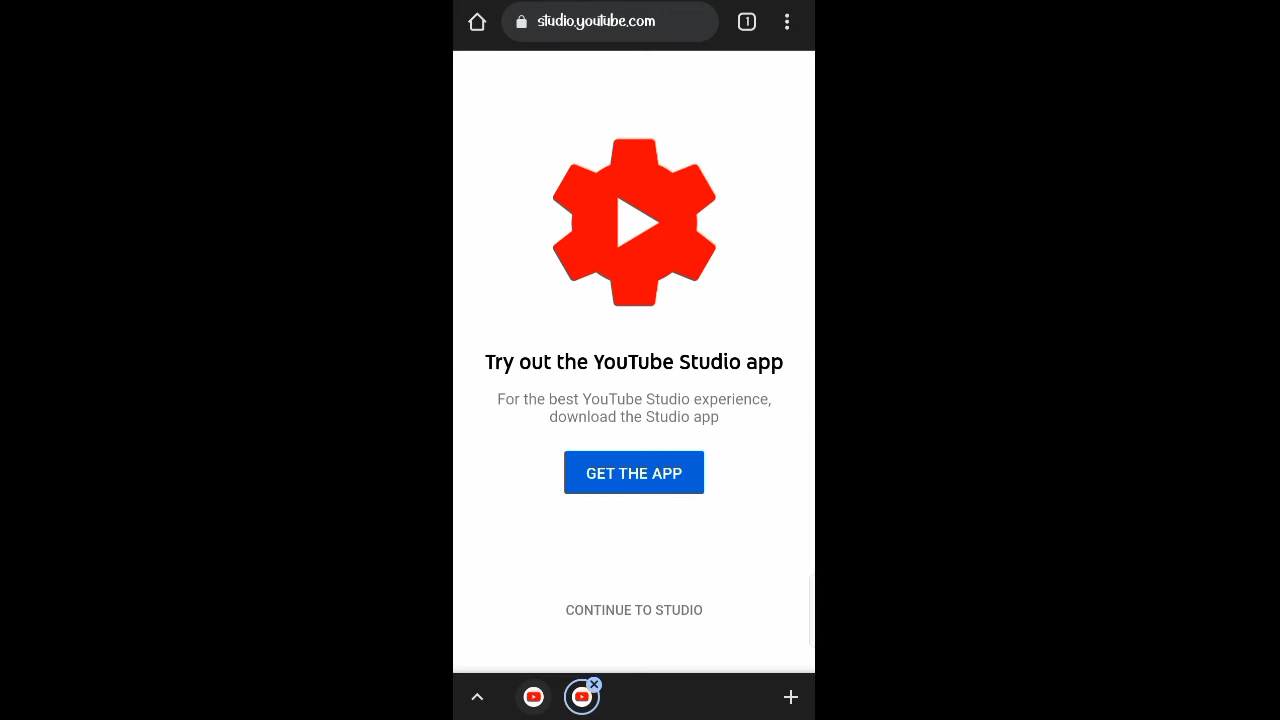 studio.youtube.com
1
Try out the YouTube Studio app
For the best YouTube Studio experience,
download the Studio app
GET THE APP
CONTINUE TO STUDIO